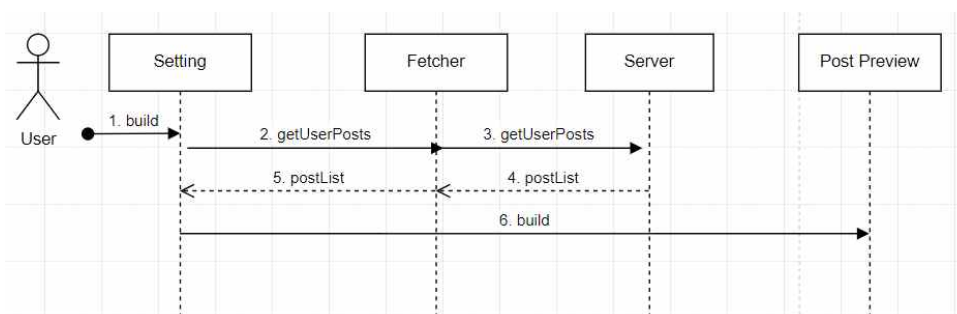 Setting
Fetcher
Server
Post Preview
User
1. build
2. getUserPosts
3. getUserPosts
5. postList
4. postList
6. build